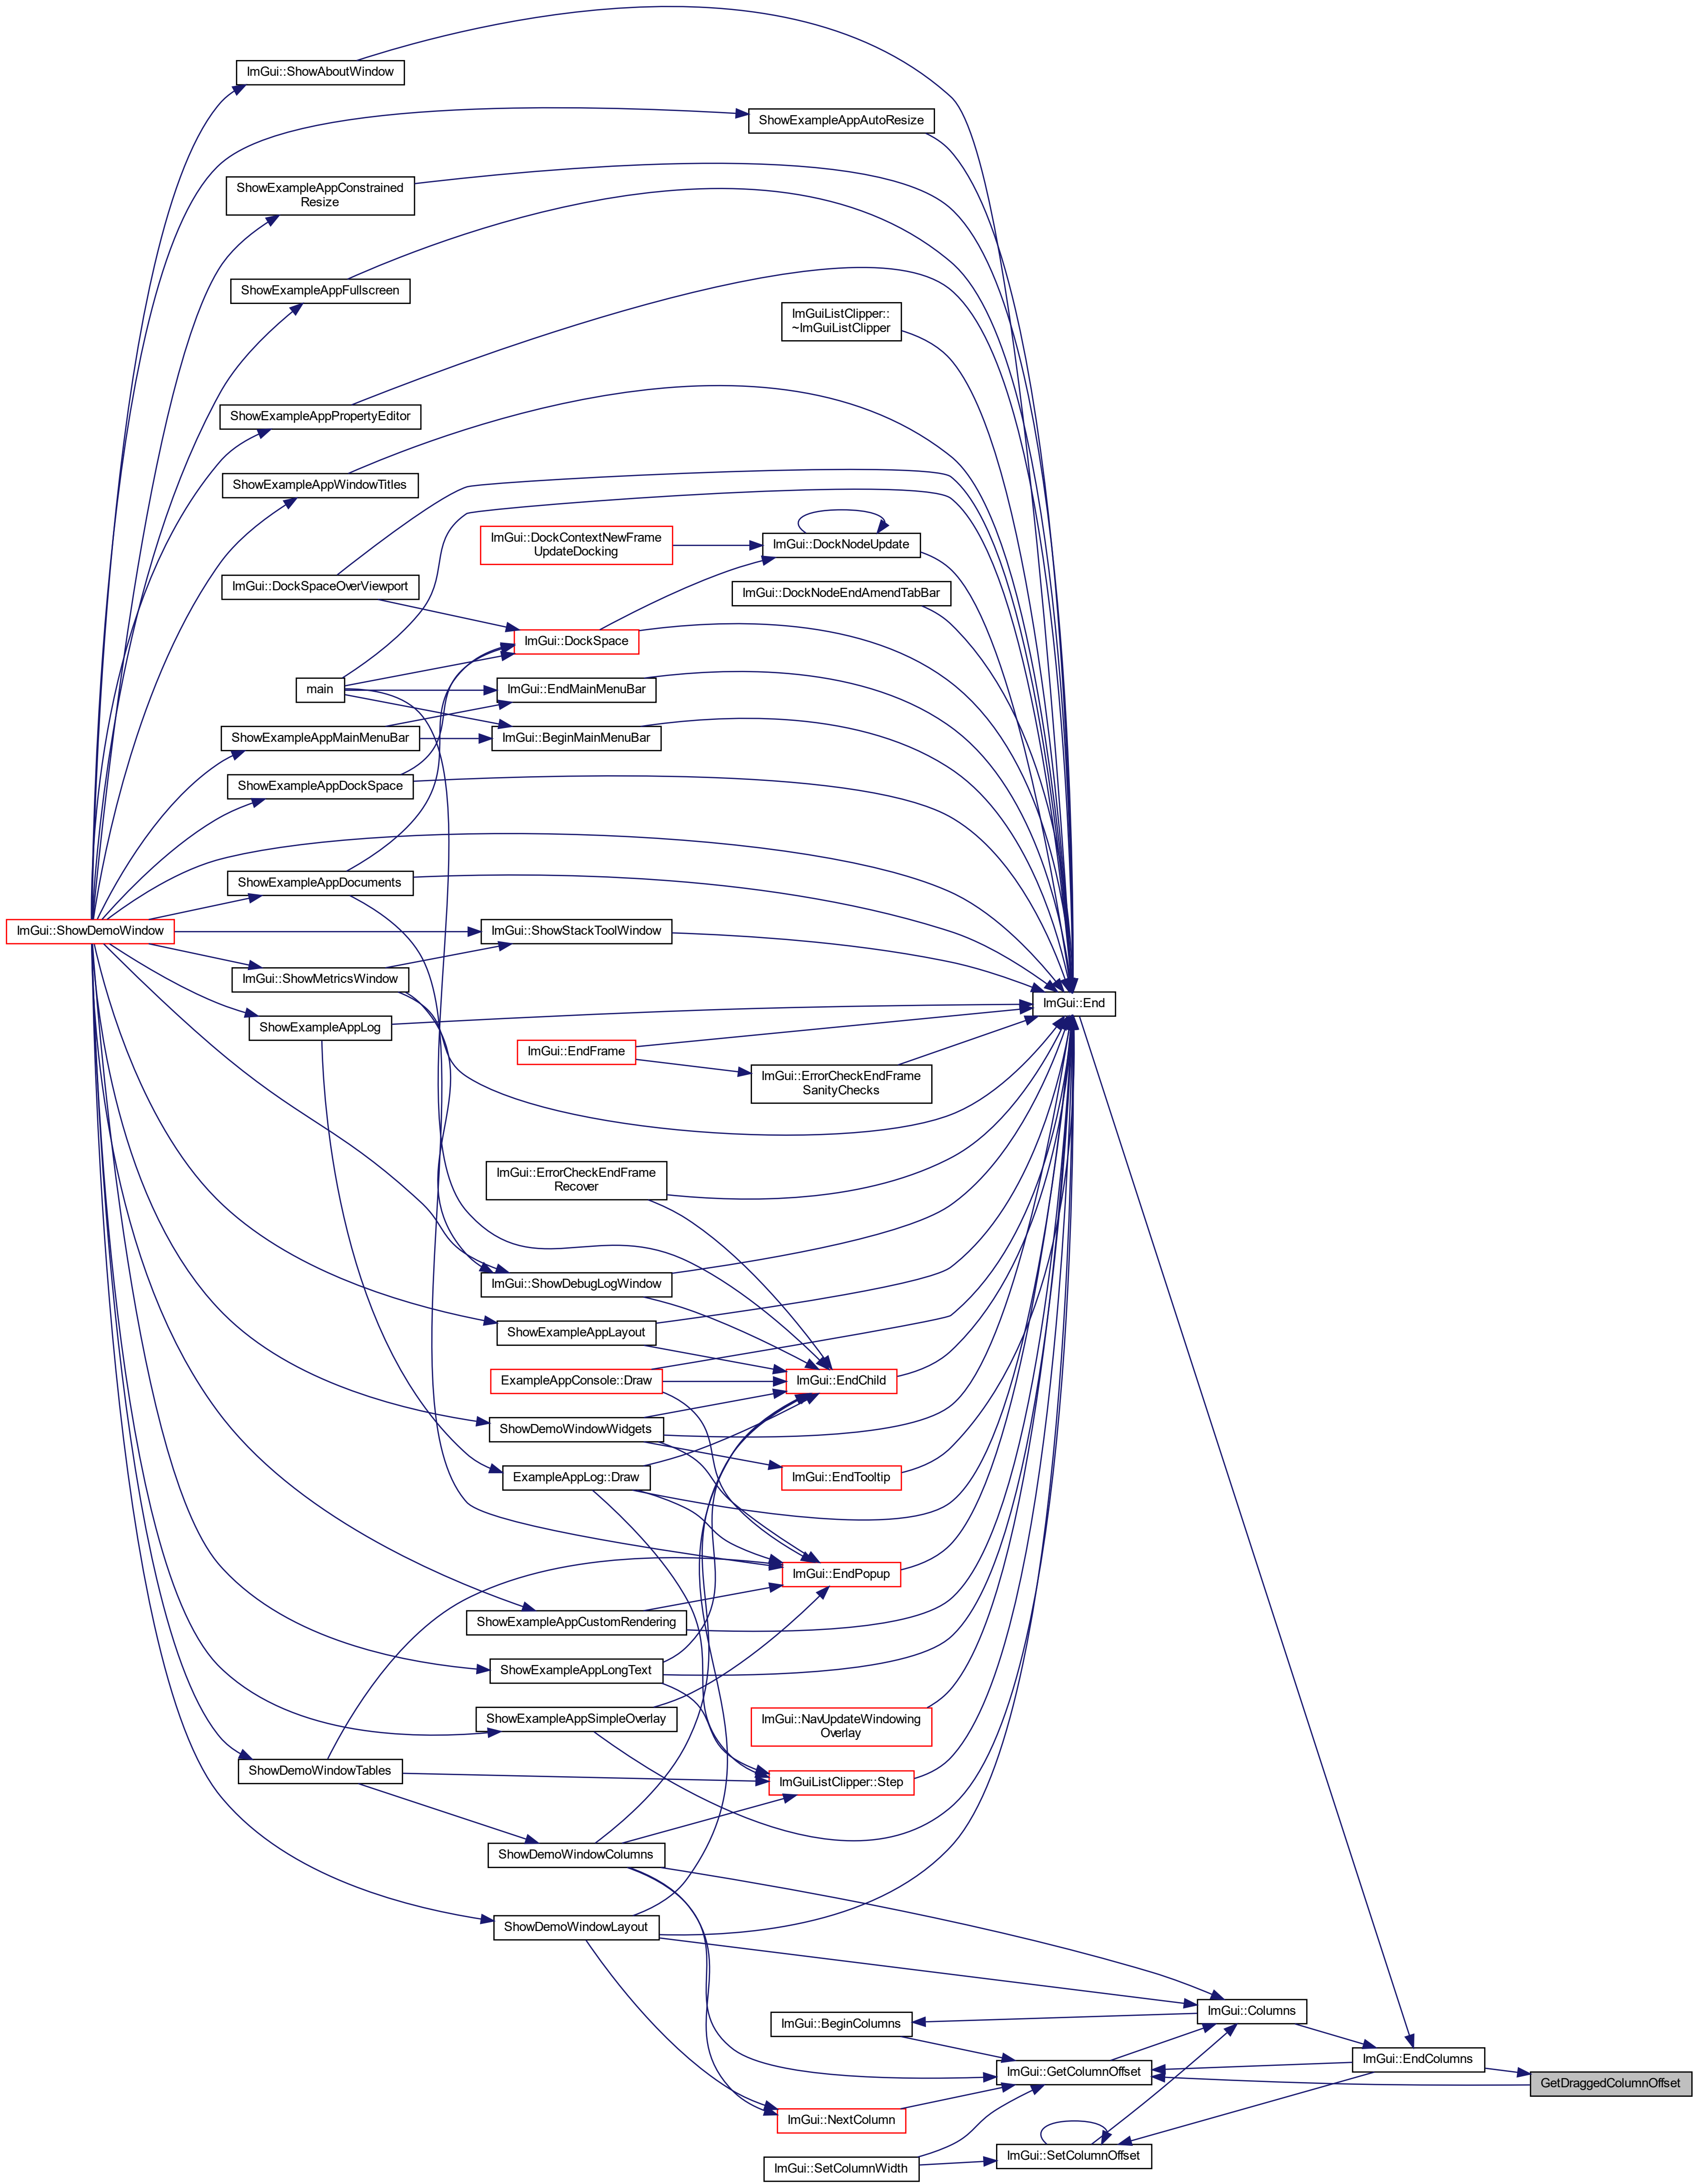 ImGui::ShowAboutWindow
ShowExampleAppAutoResize
ShowExampleAppConstrained
Resize
ShowExampleAppFullscreen
ImGuiListClipper::
~ImGuiListClipper
ShowExampleAppPropertyEditor
ShowExampleAppWindowTitles
ImGui::DockContextNewFrame
UpdateDocking
ImGui::DockNodeUpdate
ImGui::DockSpaceOverViewport
ImGui::DockNodeEndAmendTabBar
ImGui::DockSpace
main
ImGui::EndMainMenuBar
ShowExampleAppMainMenuBar
ImGui::BeginMainMenuBar
ShowExampleAppDockSpace
ShowExampleAppDocuments
ImGui::ShowDemoWindow
ImGui::ShowStackToolWindow
ImGui::ShowMetricsWindow
ImGui::End
ShowExampleAppLog
ImGui::EndFrame
ImGui::ErrorCheckEndFrame
SanityChecks
ImGui::ErrorCheckEndFrame
Recover
ImGui::ShowDebugLogWindow
ShowExampleAppLayout
ExampleAppConsole::Draw
ImGui::EndChild
ShowDemoWindowWidgets
ExampleAppLog::Draw
ImGui::EndTooltip
ImGui::EndPopup
ShowExampleAppCustomRendering
ShowExampleAppLongText
ShowExampleAppSimpleOverlay
ImGui::NavUpdateWindowing
Overlay
ShowDemoWindowTables
ImGuiListClipper::Step
ShowDemoWindowColumns
ShowDemoWindowLayout
ImGui::Columns
ImGui::BeginColumns
ImGui::EndColumns
ImGui::GetColumnOffset
GetDraggedColumnOffset
ImGui::NextColumn
ImGui::SetColumnOffset
ImGui::SetColumnWidth